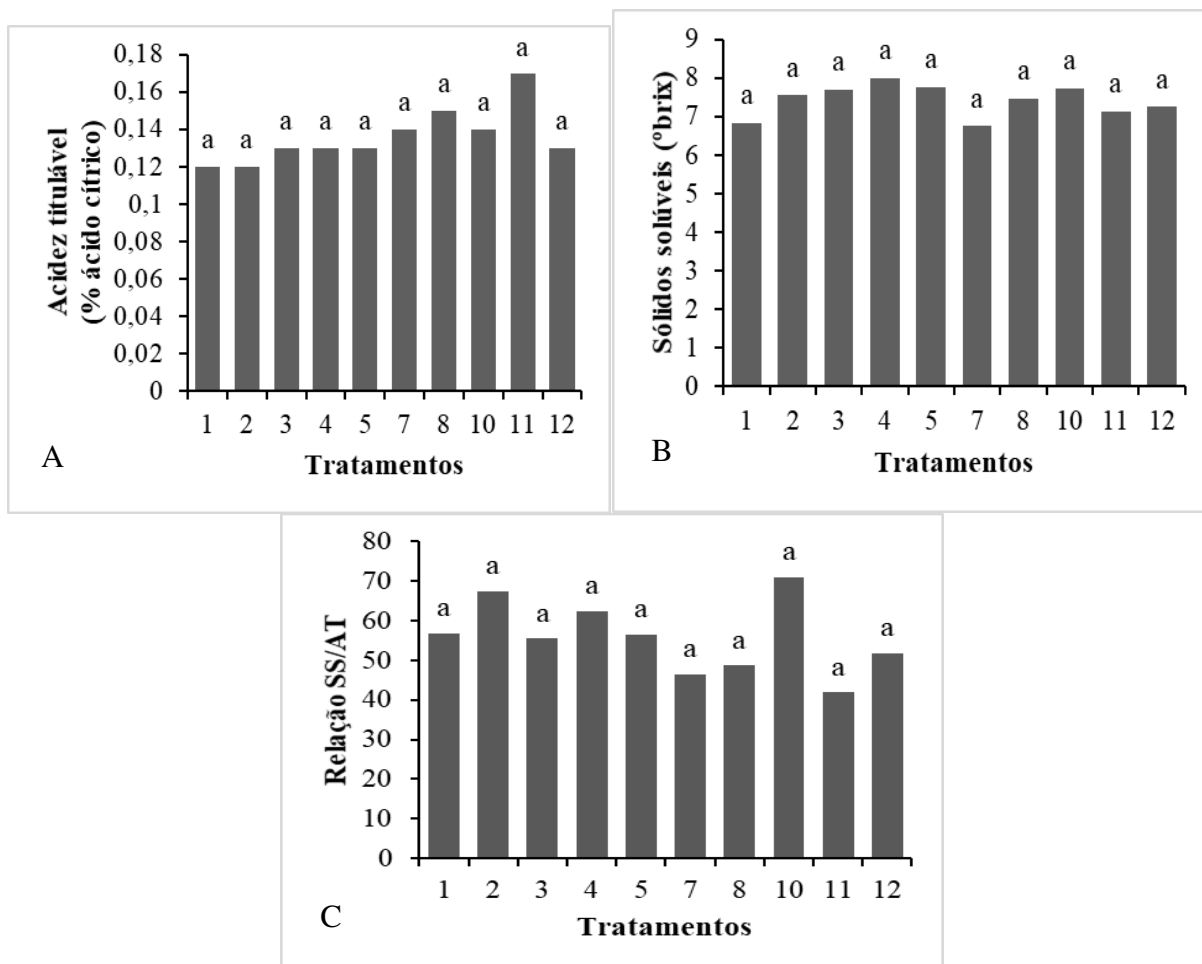 Acidez titulável
(% ácido cítrico)
0,18
0,16
0,14
0,12
0,1
0,08
0,06
0,04
0,02
0
a a a a a a a a a a
1 2 3 4 5 7 8 10 11 12
Tratamentos
A
Sólidos solúveis (ºbrix)
9
8
7
6
5
4
3
2
1
0
a a a a a a a a a a
1 2 3 4 5 7 8 10 11 12
Tratamentos
B
Relação SS/AT
80
70
60
50
40
30
20
10
0
a a a a a a a a a a
1 2 3 4 5 7 8 10 11 12
Tratamentos
C